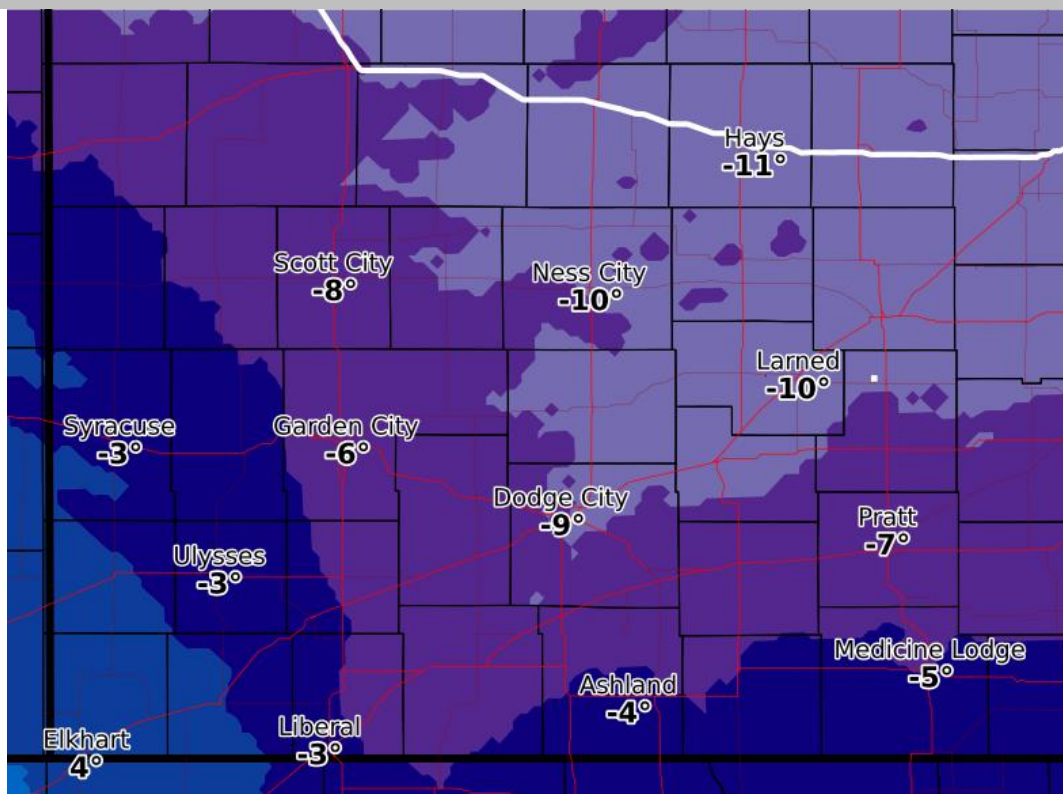 Hays
-11°
Scott City
-8°
Ness City
-10°
Larned
-10°
Syracuse
-3°
Garden City
-6°
Dodge City
-9°
Pratt
-7°
Ulysses
-3°
Medicine Lodge
-5°
Ashland
-4°
Liberal
-3°
Elkhart
4°